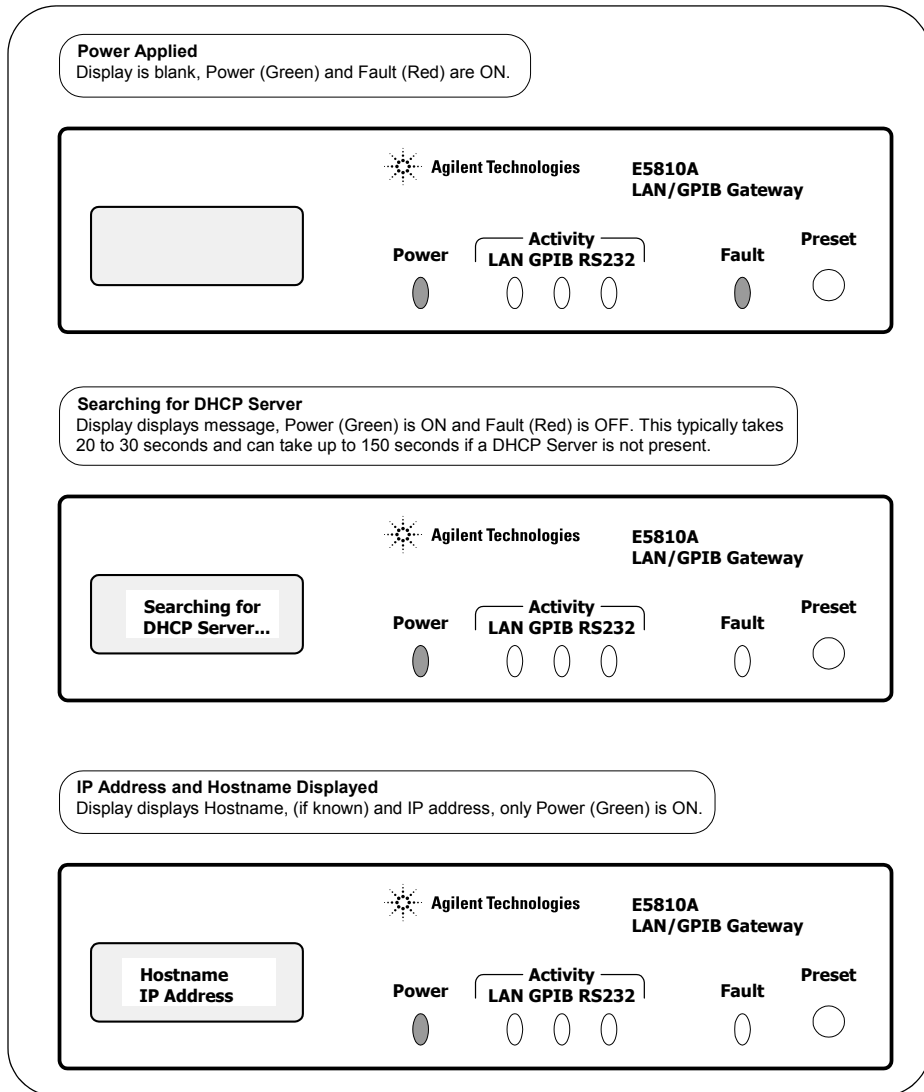 Power Applied
Display is blank, Power (Green) and Fault (Red) are ON.
Agilent Technologies
E5810A
LAN/GPIB Gateway
Power
Activity
LAN GPIB RS232
Fault
Preset
Searching for DHCP Server
Display displays message, Power (Green) is ON and Fault (Red) is OFF. This typically takes
20 to 30 seconds and can take up to 150 seconds if a DHCP Server is not present.
Agilent Technologies
E5810A
LAN/GPIB Gateway
Searching for
DHCP Server...
Power
Activity
LAN GPIB RS232
Fault
Preset
IP Address and Hostname Displayed
Display displays Hostname, (if known) and IP address, only Power (Green) is ON.
Agilent Technologies
E5810A
LAN/GPIB Gateway
Hostname
IP Address
Power
Activity
LAN GPIB RS232
Fault
Preset